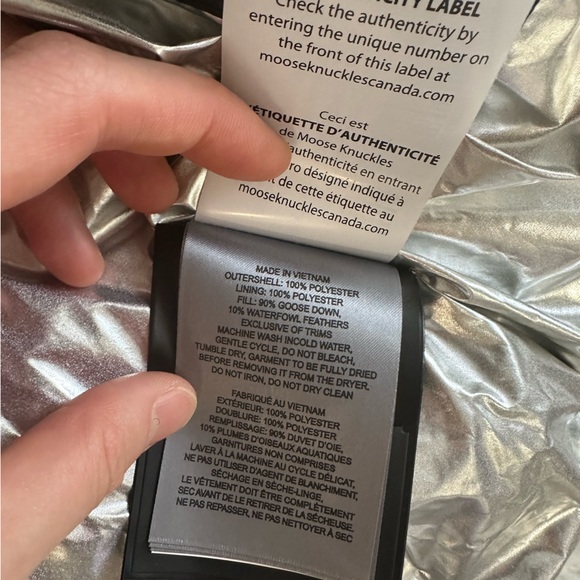 CITY LABEL
Check the authenticity by
entering the unique number on
the front of this label at
mooseknucklescanada.com
Ceci est
ÉTIQUETTE D'AUTHENTICITÉ
de Moose Knuckles
authenticité en entrant
ro désigné indiqué à
t de cette étiquette au
mooseknucklescanada.com
MADE IN VIETNAM
OUTERSHELL: 100% POLYESTER
LINING: 100% POLYESTER
FILL: 90% GOOSE DOWN,
10% WATERFOWL FEATHERS
EXCLUSIVE OF TRIMS
MACHINE WASH INCOLD WATER,
GENTLE CYCLE, DO NOT BLEACH,
TUMBLE DRY, GARMENT TO BE FULLY DRIED
BEFORE REMOVING IT FROM THE DRYER,
DO NOT IRON, DO NOT DRY CLEAN
FABRIQUÉ AU VIETNAM
EXTÉRIEUR: 100% POLYESTER
DOUBLURE: 100% POLYESTER
REMPLISSAGE: 90% DUVET D'OIE,
10% PLUMES D'OISEAUX AQUATIQUES
GARNITURES NON COMPRISES
LAVER À LA MACHINE AU CYCLE DÉLICAT,
NE PAS UTILISER D'AGENT DE BLANCHIMENT,
SÉCHAGE EN SÈCHE-LINGE,
LE VÊTEMENT DOIT ÊTRE COMPLÈTEMENT
SEC AVANT DE LE RETIRER DE LA SÉCHEUSE.
NE PAS REPASSER, NE PAS NETTOYER À SEC